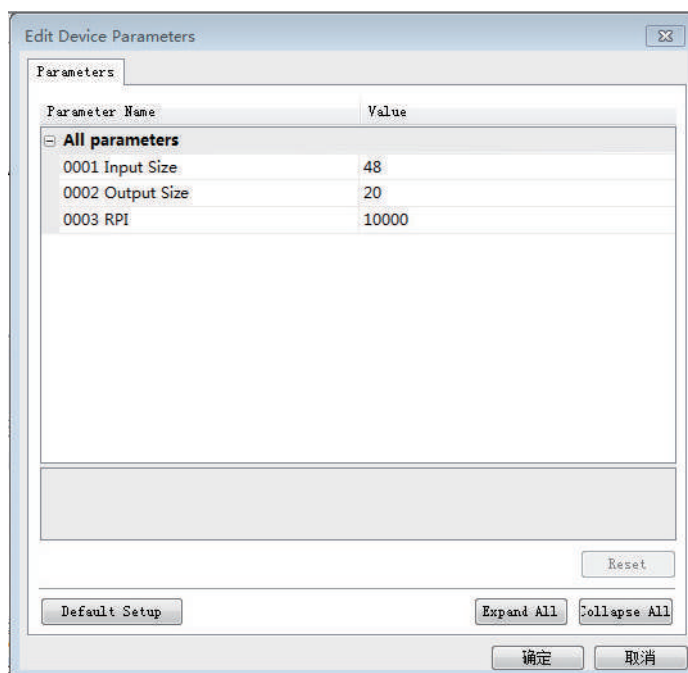 Edit Device Parameters
Parameters
Parameter Name Value
All parameters
0001 Input Size 48
0002 Output Size 20
0003 RPI 10000
Reset
Default Setup Expand All Collapse All
确定 取消